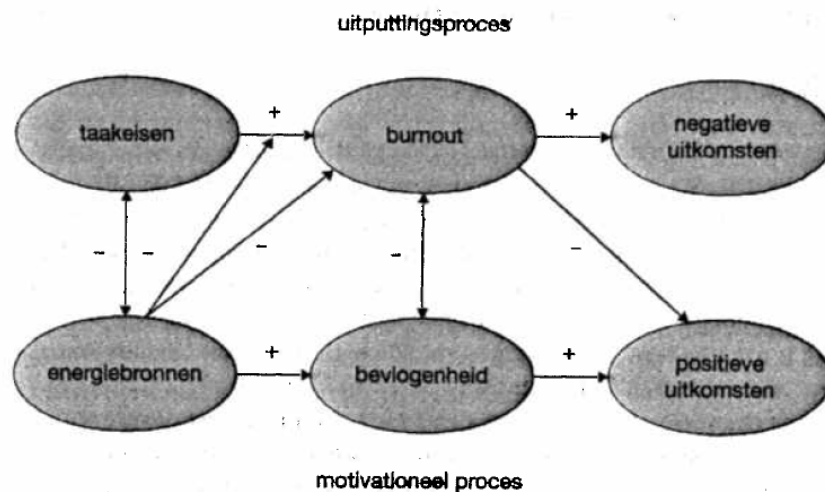 uitputtingsproces
+
+
taakeisen
burnout
negatieve
uitkomsten
-
-
-
-
-
+
+
energiebronnen
bevlogenheid
positieve
uitkomsten
motivationeel proces